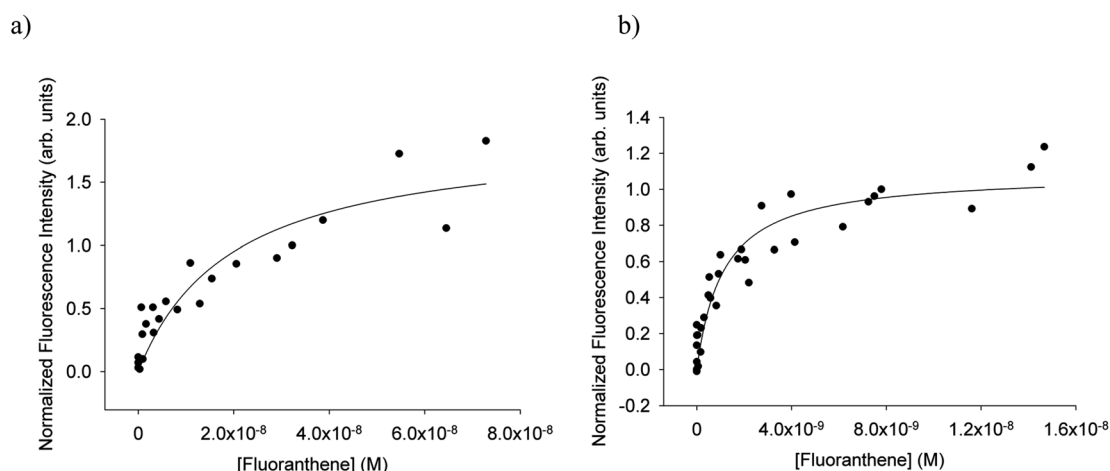 a)
b)
Normalized Fluorescence Intensity (arb. units)
2.0
1.5
1.0
0.5
0.0
0
2.0x10-8
4.0x10-8
6.0x10-8
8.0x10-8
[Fluoranthene] (M)
Normalized Fluorescence Intensity (arb. units)
1.4
1.2
1.0
0.8
0.6
0.4
0.2
0.0
-0.2
0
4.0x10-9
8.0x10-9
1.2x10-8
1.6x10-8
[Fluoranthene] (M)